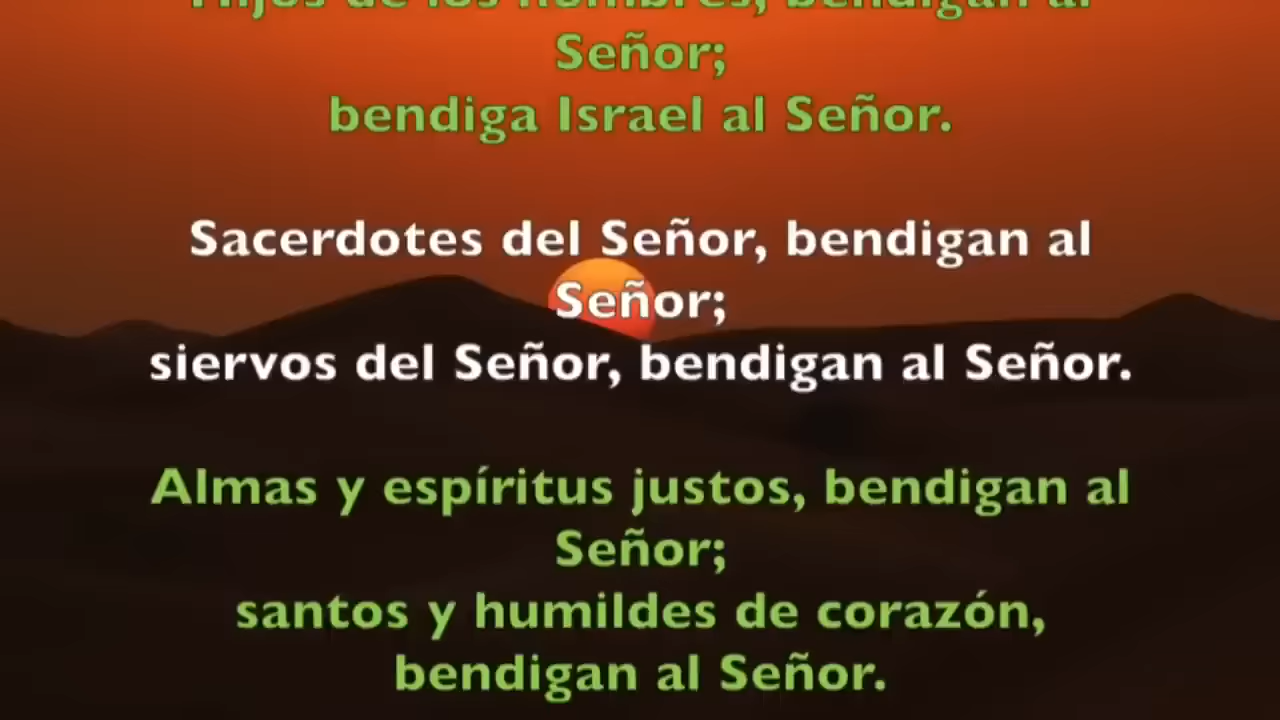 Hijos de los hombres, bendigan al
Señor;
bendiga Israel al Señor.
Sacerdotes del Señor, bendigan al
Señor;
siervos del Señor, bendigan al Señor.
Almas y espíritus justos, bendigan al
Señor;
santos y humildes de corazón,
bendigan al Señor.